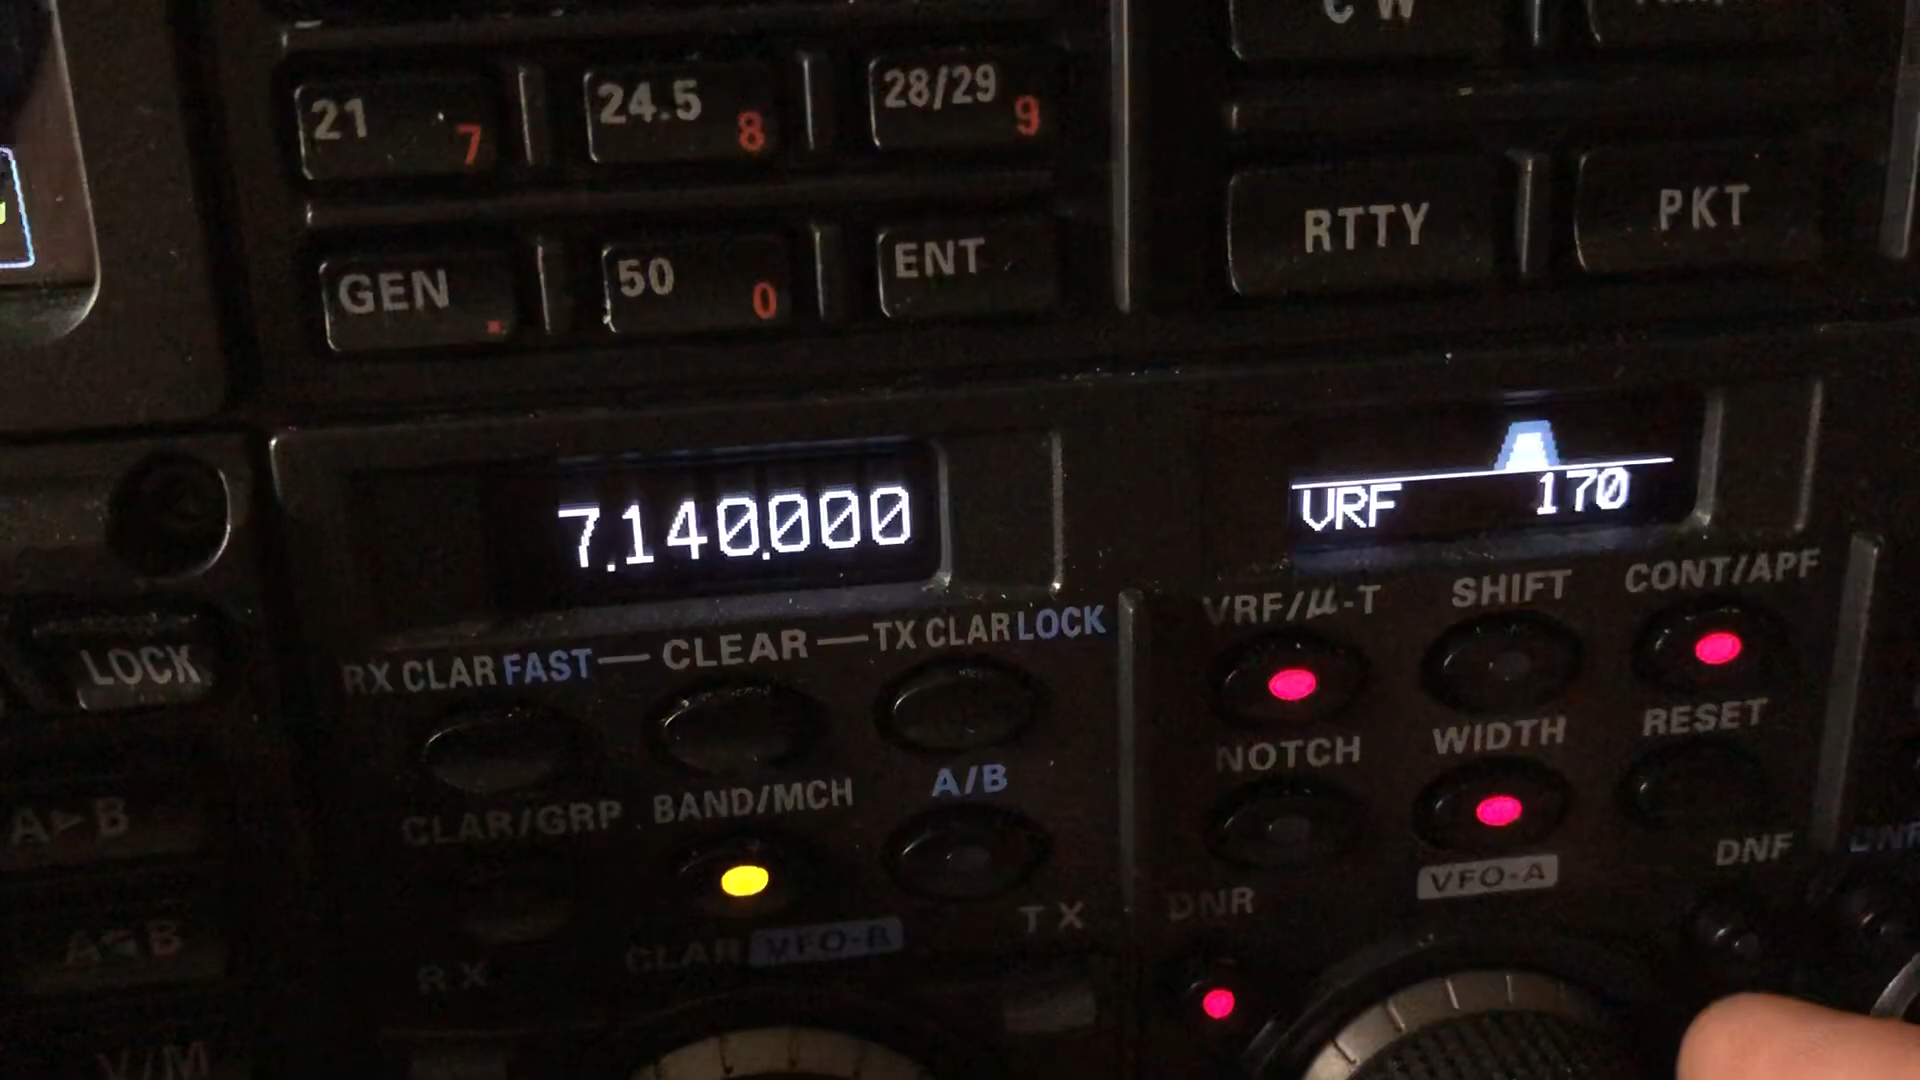 CW
21 7
24.5 8
28/29 9
GEN .
50 0
ENT
RTTY
PKT
7.140.000
VRF 170
LOCK
RX CLAR FAST — CLEAR — TX CLAR LOCK
VRF/μ-T
SHIFT
CONT/APF
CLAR/GRP
BAND/MCH
A/B
NOTCH
WIDTH
RESET
A▶B
A◀B
RX
CLAR VFO-B
TX
DNR
VFO-A
DNF
V/M